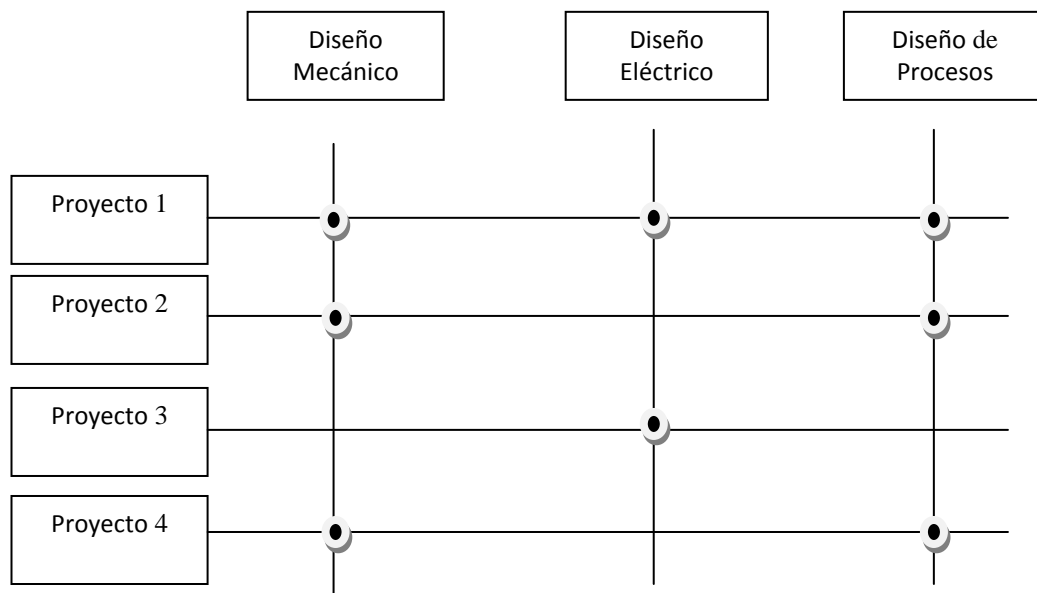 Diseño
Mecánico
Diseño
Eléctrico
Diseño de
Procesos
Proyecto 1
Proyecto 2
Proyecto 3
Proyecto 4